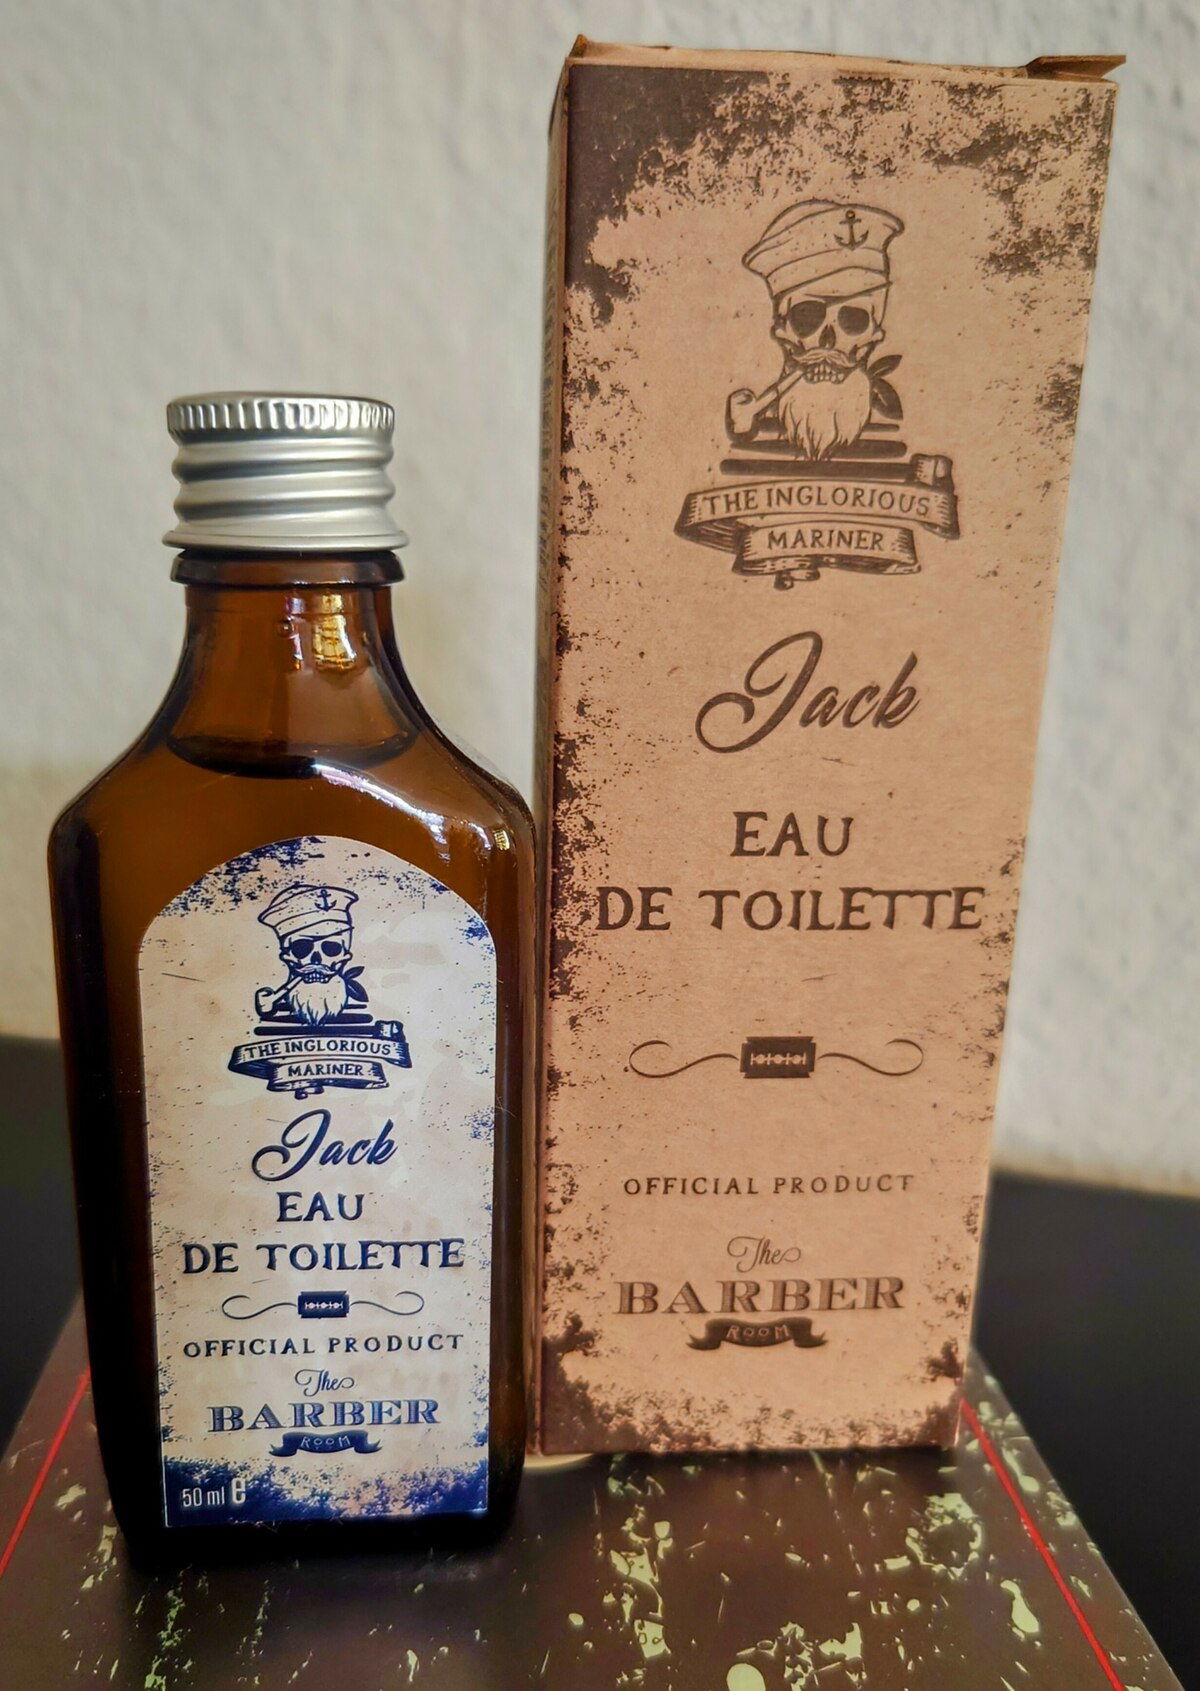 THE INGLORIOUS
MARINER
Jack
EAU
DE TOILETTE
OFFICIAL PRODUCT
The
BARBER
ROOM
50 ml e
THE INGLORIOUS
MARINER
Jack
EAU
DE TOILETTE
OFFICIAL PRODUCT
The
BARBER
ROOM